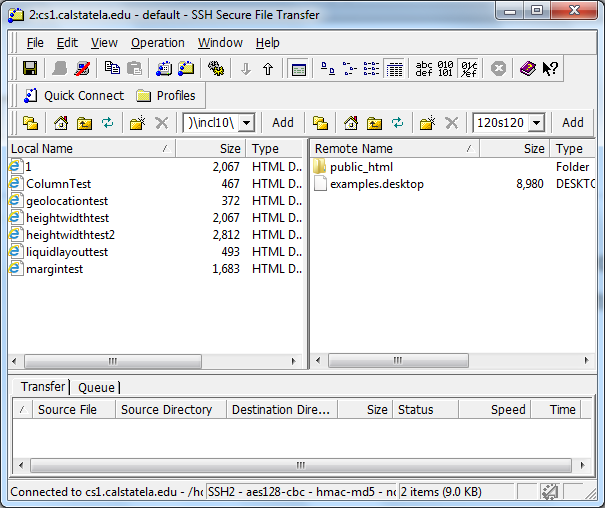 2:cs1.calstatela.edu - default - SSH Secure File Transfer
File Edit View Operation Window Help
abc def 010 101
Quick Connect Profiles
)\incl10\ Add 120s120 Add
Local Name / Size Type Remote Name / Size Type
1 2,067 HTML D... public_html Folder
ColumnTest 467 HTML D... examples.desktop 8,980 DESKTO
geolocationtest 372 HTML D...
heightwidthtest 2,067 HTML D...
heightwidthtest2 2,812 HTML D...
liquidlayouttest 493 HTML D...
margintest 1,683 HTML D...
Transfer Queue
/ Source File Source Directory Destination Dire... Size Status Speed Time
Connected to cs1.calstatela.edu - /ho SSH2 - aes128-cbc - hmac-md5 - no 2 items (9.0 KB)